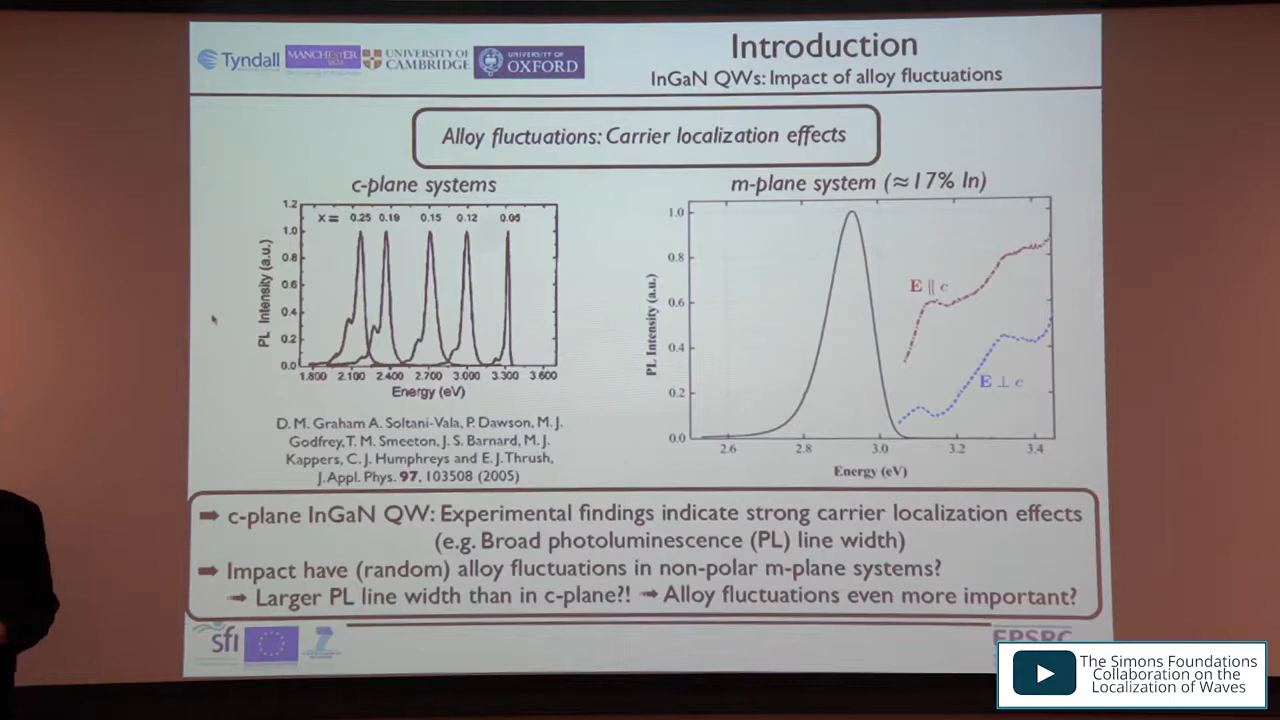 Introduction
InGaN QWs: Impact of alloy fluctuations
Tyndall
MANCHESTER
1824
UNIVERSITY OF
CAMBRIDGE
UNIVERSITY OF
OXFORD
Alloy fluctuations: Carrier localization effects
c-plane systems
1.2
1.0
0.8
0.6
0.4
0.2
0.0
X = 0.25 0.19 0.15 0.12 0.06
PL Intensity (a.u.)
1.800 2.100 2.400 2.700 3.000 3.300 3.600
Energy (eV)
D. M. Graham A. Soltani-Vala, P. Dawson, M. J.
Godfrey, T. M. Smeeton, J. S. Barnard, M. J.
Kappers, C. J. Humphreys and E. J. Thrush,
J. Appl. Phys. 97, 103508 (2005)
m-plane system (≈17% In)
1.0
0.8
0.6
0.4
0.2
0.0
PL Intensity (a.u.)
E ∥ c
E ⊥ c
2.6 2.8 3.0 3.2 3.4
Energy (eV)
➡ c-plane InGaN QW: Experimental findings indicate strong carrier localization effects
(e.g. Broad photoluminescence (PL) line width)
➡ Impact have (random) alloy fluctuations in non-polar m-plane systems?
➟ Larger PL line width than in c-plane?! ➟ Alloy fluctuations even more important?
sfi
EPSRC
The Simons Foundations
Collaboration on the
Localization of Waves